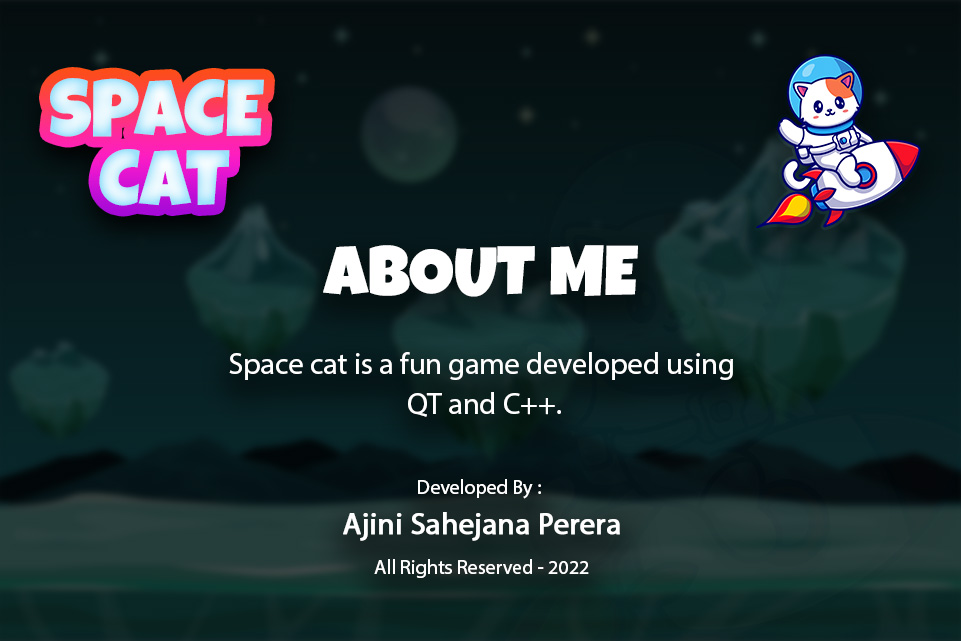 SPACE
CAT
ABOUT ME
Space cat is a fun game developed using
QT and C++.
Developed By :
Ajini Sahejana Perera
All Rights Reserved - 2022